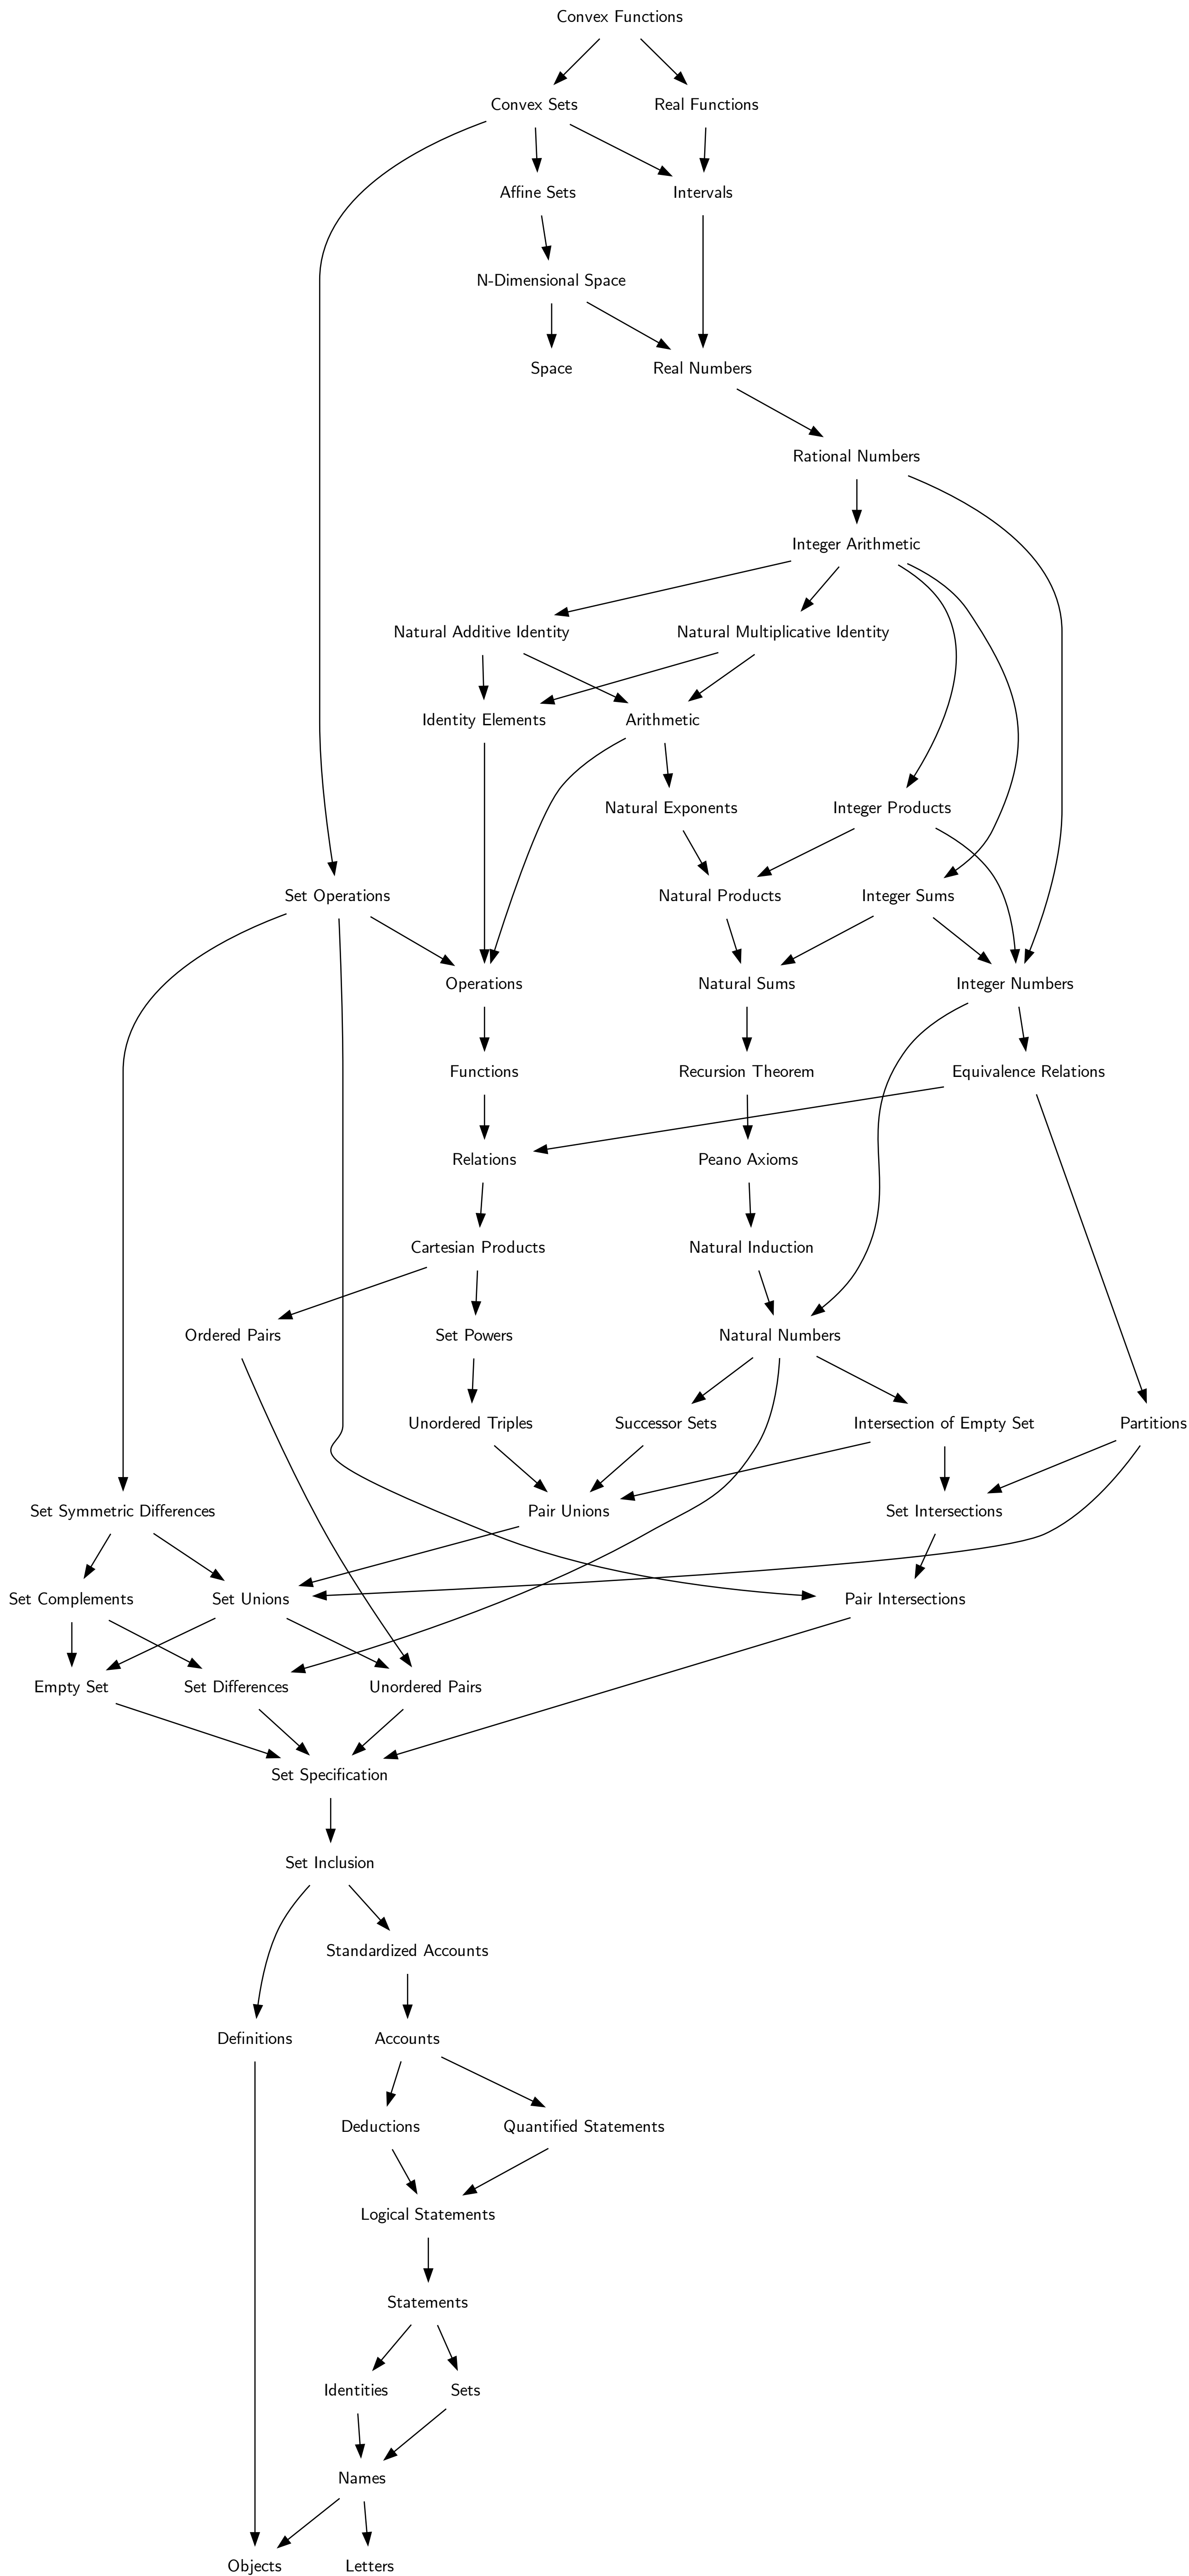 Convex Functions
Convex Sets
Real Functions
Affine Sets
Intervals
N-Dimensional Space
Space
Real Numbers
Rational Numbers
Integer Arithmetic
Natural Additive Identity
Natural Multiplicative Identity
Identity Elements
Arithmetic
Natural Exponents
Integer Products
Set Operations
Natural Products
Integer Sums
Operations
Natural Sums
Integer Numbers
Functions
Recursion Theorem
Equivalence Relations
Relations
Peano Axioms
Cartesian Products
Natural Induction
Ordered Pairs
Set Powers
Natural Numbers
Unordered Triples
Successor Sets
Intersection of Empty Set
Partitions
Set Symmetric Differences
Pair Unions
Set Intersections
Set Complements
Set Unions
Pair Intersections
Empty Set
Set Differences
Unordered Pairs
Set Specification
Set Inclusion
Standardized Accounts
Definitions
Accounts
Deductions
Quantified Statements
Logical Statements
Statements
Identities
Sets
Names
Objects
Letters